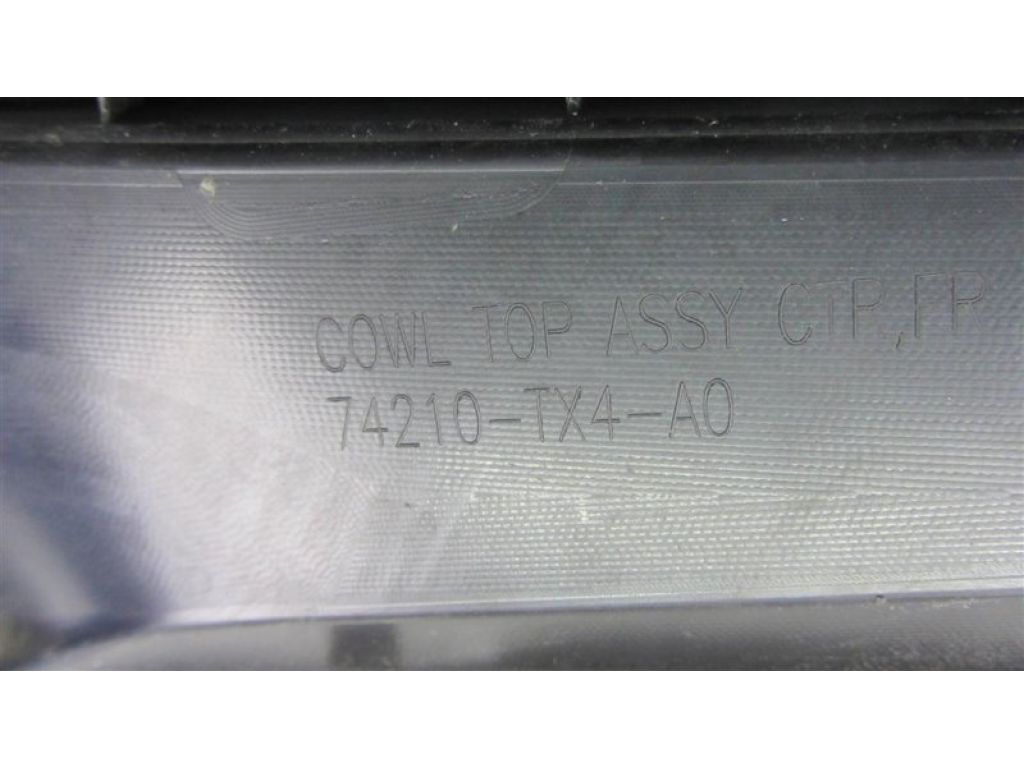 COWL TOP ASSY CTR,FR
74210-TX4-A0